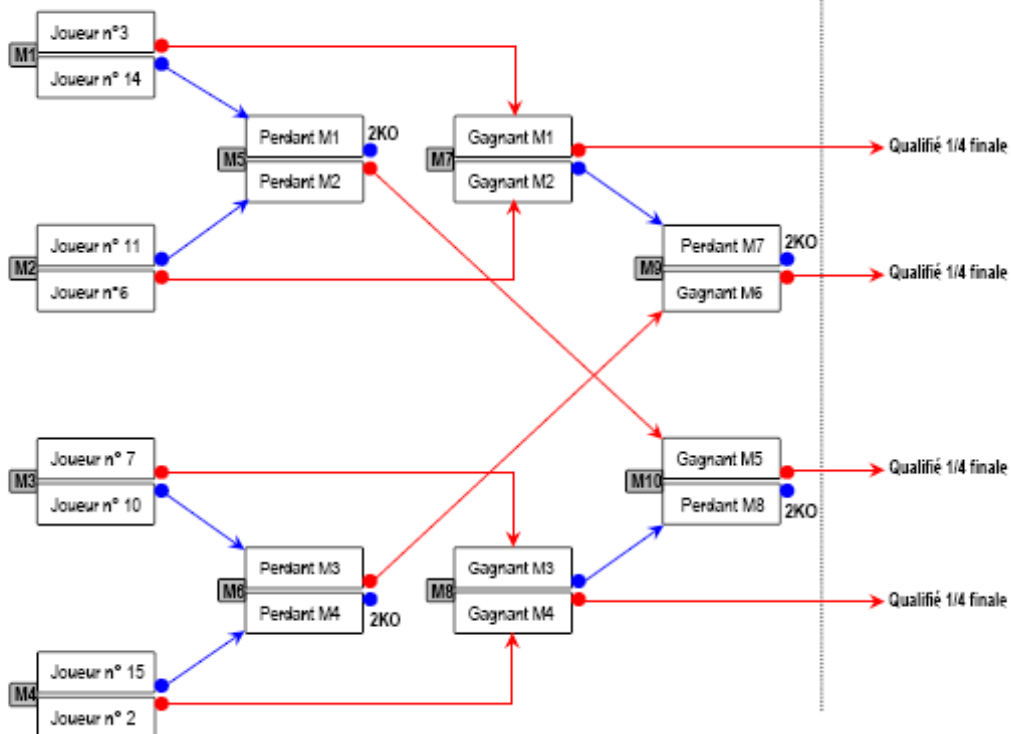 Joueur n°3
M1
Joueur n° 14
Perdant M1
2KO
M5
Perdant M2
Gagnant M1
M7
Gagnant M2
Qualifié 1/4 finale
Joueur n° 11
M2
Joueur n°6
Perdant M7
2KO
M9
Gagnant M6
Qualifié 1/4 finale
Joueur n° 7
M3
Joueur n° 10
Gagnant M5
M10
Perdant M8
2KO
Qualifié 1/4 finale
Perdant M3
M6
Perdant M4
2KO
Gagnant M3
M8
Gagnant M4
Qualifié 1/4 finale
Joueur n° 15
M4
Joueur n° 2